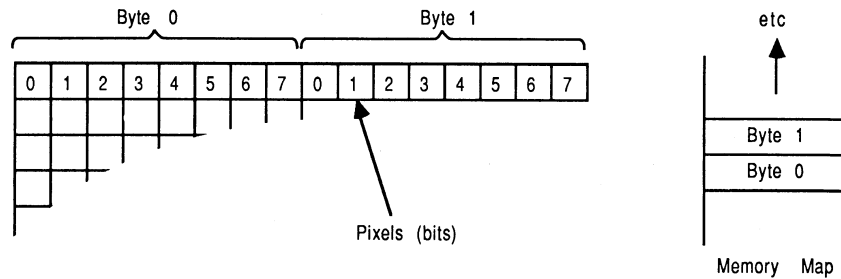 Byte 0 Byte 1
0 1 2 3 4 5 6 7 0 1 2 3 4 5 6 7
Pixels (bits)
etc
Byte 1
Byte 0
Memory Map